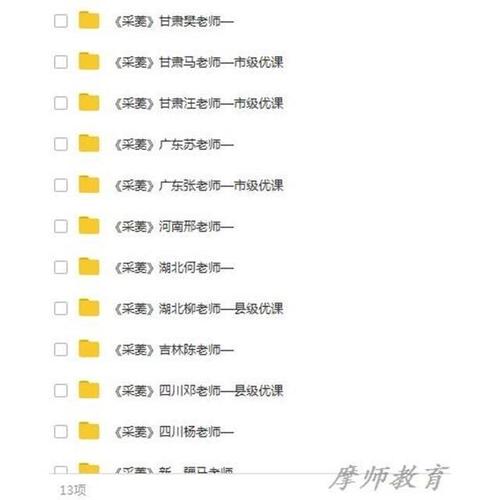 《采菱》甘肃樊老师—
《采菱》甘肃马老师—市级优课
《采菱》甘肃汪老师—市级优课
《采菱》广东苏老师—
《采菱》广东张老师—市级优课
《采菱》河南邢老师—
《采菱》湖北何老师—
《采菱》湖北柳老师—县级优课
《采菱》吉林陈老师—
《采菱》四川邓老师—县级优课
《采菱》四川杨老师—
《采菱》新
马老师
13项
摩师教育